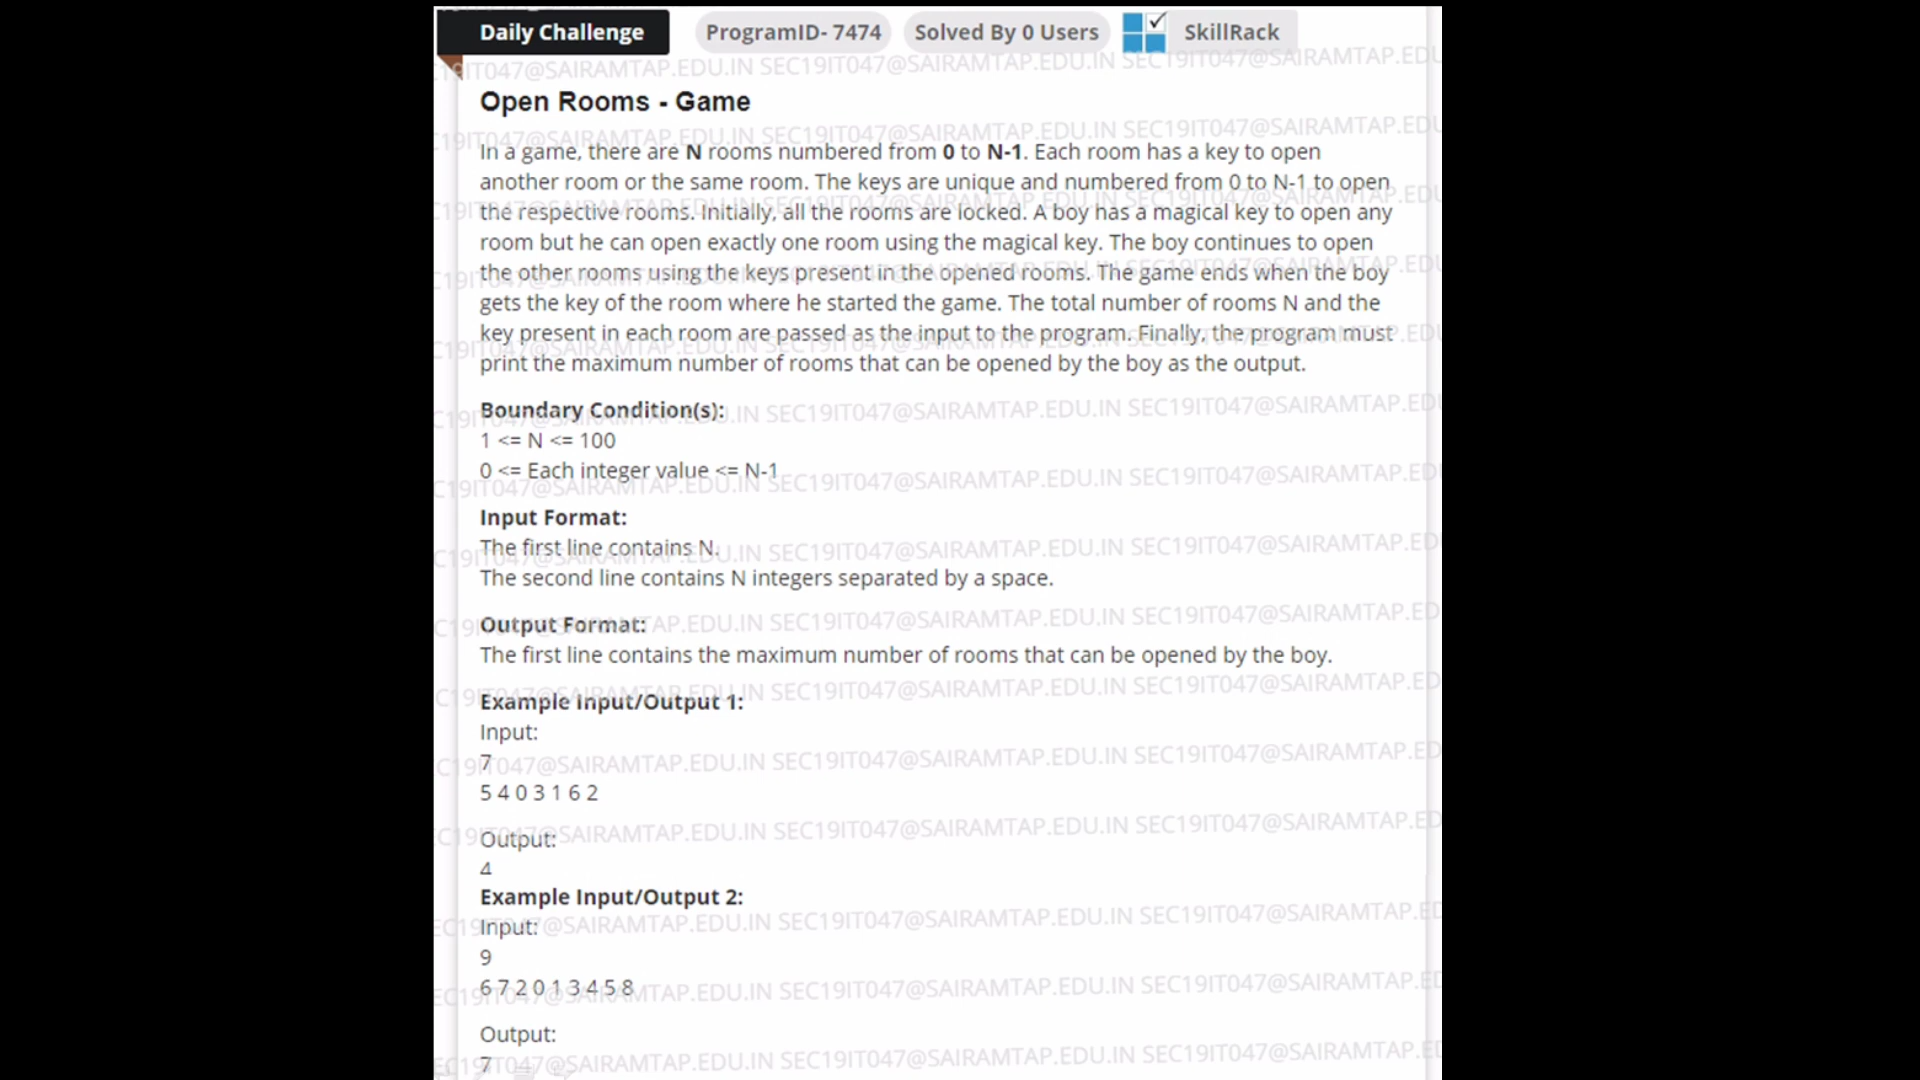 Daily Challenge ProgramID- 7474 Solved By 0 Users SkillRack
C19IT047@SAIRAMTAP.EDU.IN SEC19IT047@SAIRAMTAP.EDU.IN SEC19IT047@SAIRAMTAP.EDU
Open Rooms - Game
In a game, there are N rooms numbered from 0 to N-1. Each room has a key to open
another room or the same room. The keys are unique and numbered from 0 to N-1 to open
the respective rooms. Initially, all the rooms are locked. A boy has a magical key to open any
room but he can open exactly one room using the magical key. The boy continues to open
the other rooms using the keys present in the opened rooms. The game ends when the boy
gets the key of the room where he started the game. The total number of rooms N and the
key present in each room are passed as the input to the program. Finally, the program must
print the maximum number of rooms that can be opened by the boy as the output.
Boundary Condition(s):
1 <= N <= 100
0 <= Each integer value <= N-1
Input Format:
The first line contains N.
The second line contains N integers separated by a space.
Output Format:
The first line contains the maximum number of rooms that can be opened by the boy.
Example Input/Output 1:
Input:
7
5 4 0 3 1 6 2
Output:
4
Example Input/Output 2:
Input:
9
6 7 2 0 1 3 4 5 8
Output:
7